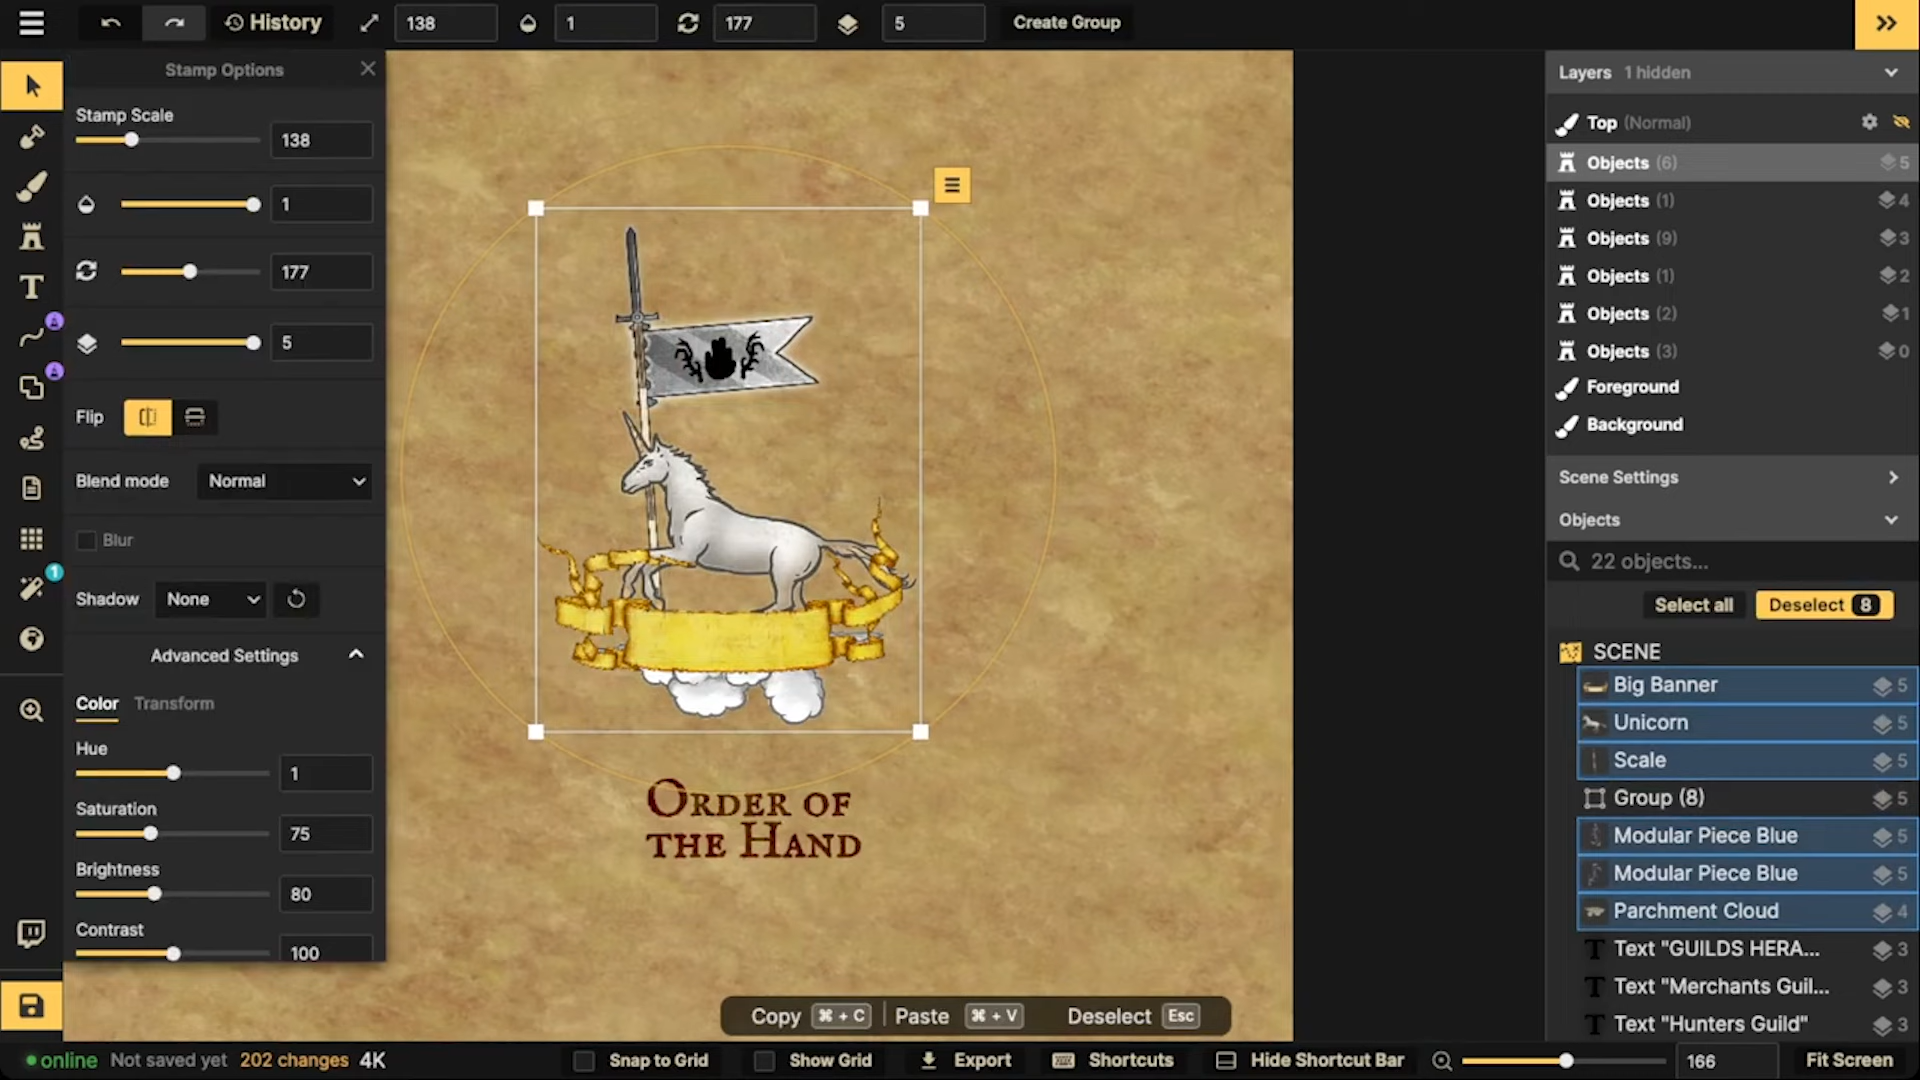 History
138
1
177
5
Create Group
Stamp Options
Stamp Scale
138
1
177
5
Flip
Blend mode
Normal
Blur
Shadow
None
Advanced Settings
Color
Transform
Hue
1
Saturation
75
Brightness
80
Contrast
100
ORDER OF
THE HAND
Layers 1 hidden
Top (Normal)
Objects (6) 5
Objects (1) 4
Objects (9) 3
Objects (1) 2
Objects (2) 1
Objects (3) 0
Foreground
Background
Scene Settings
Objects
22 objects...
Select all
Deselect 8
SCENE
Big Banner 5
Unicorn 5
Scale 5
Group (8) 5
Modular Piece Blue 5
Modular Piece Blue 5
Parchment Cloud 4
Text "GUILDS HERA... 3
Text "Merchants Guil... 3
Text "Hunters Guild" 3
1
Copy ⌘ + C Paste ⌘ + V Deselect Esc
online Not saved yet 202 changes 4K
Snap to Grid
Show Grid
Export
Shortcuts
Hide Shortcut Bar
166
Fit Screen